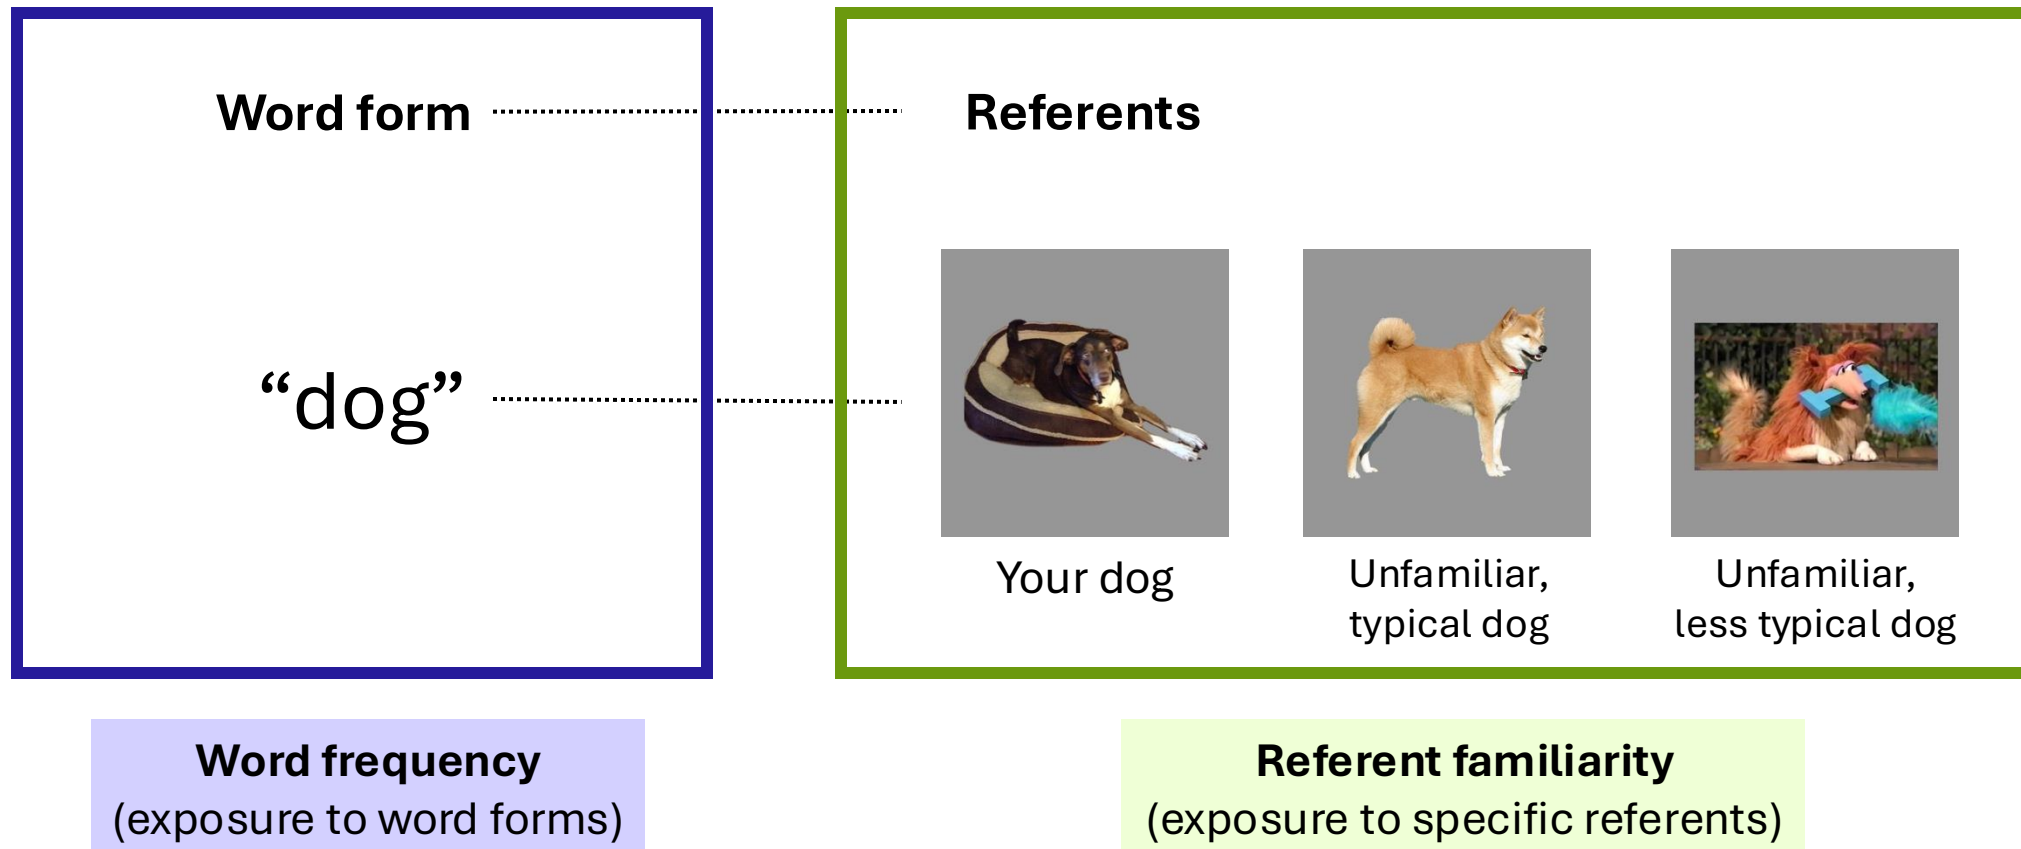 Word form
Referents
“dog”
Your dog
Unfamiliar,
typical dog
Unfamiliar,
less typical dog
Word frequency
(exposure to word forms)
Referent familiarity
(exposure to specific referents)